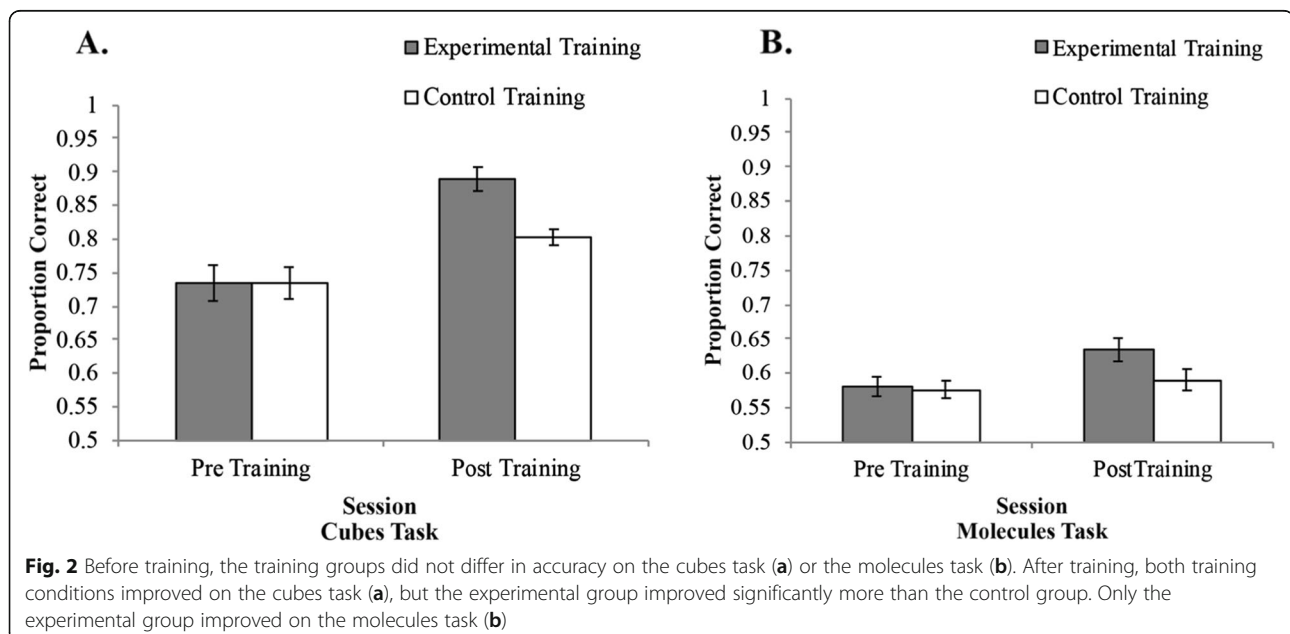 A.
Experimental Training
Control Training
1
0.95
0.9
0.85
0.8
0.75
0.7
0.65
0.6
0.55
0.5
Proportion Correct
Pre Training
Post Training
Session
Cubes Task
B.
Experimental Training
Control Training
1
0.95
0.9
0.85
0.8
0.75
0.7
0.65
0.6
0.55
0.5
Proportion Correct
Pre Training
PostTraining
Session
Molecules Task
Fig. 2 Before training, the training groups did not differ in accuracy on the cubes task (a) or the molecules task (b). After training, both training
conditions improved on the cubes task (a), but the experimental group improved significantly more than the control group. Only the
experimental group improved on the molecules task (b)